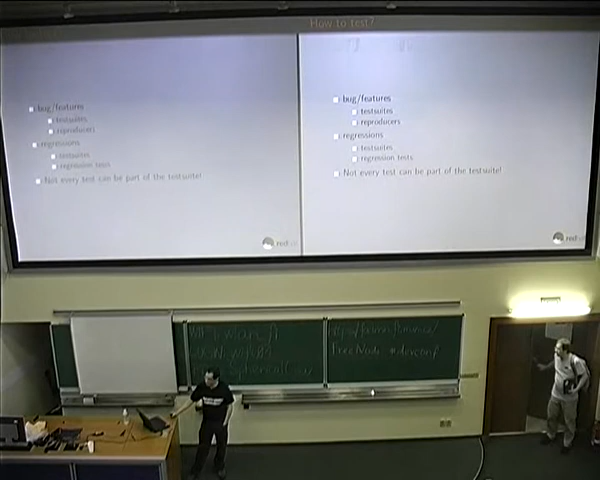 How to test?
bug/features
testsuites
reproducers
regressions
testsuites
regression tests
Not every test can be part of the testsuite!
red
bug/features
testsuites
reproducers
regressions
testsuites
regression tests
Not every test can be part of the testsuite!
red
FreeNode #devconf